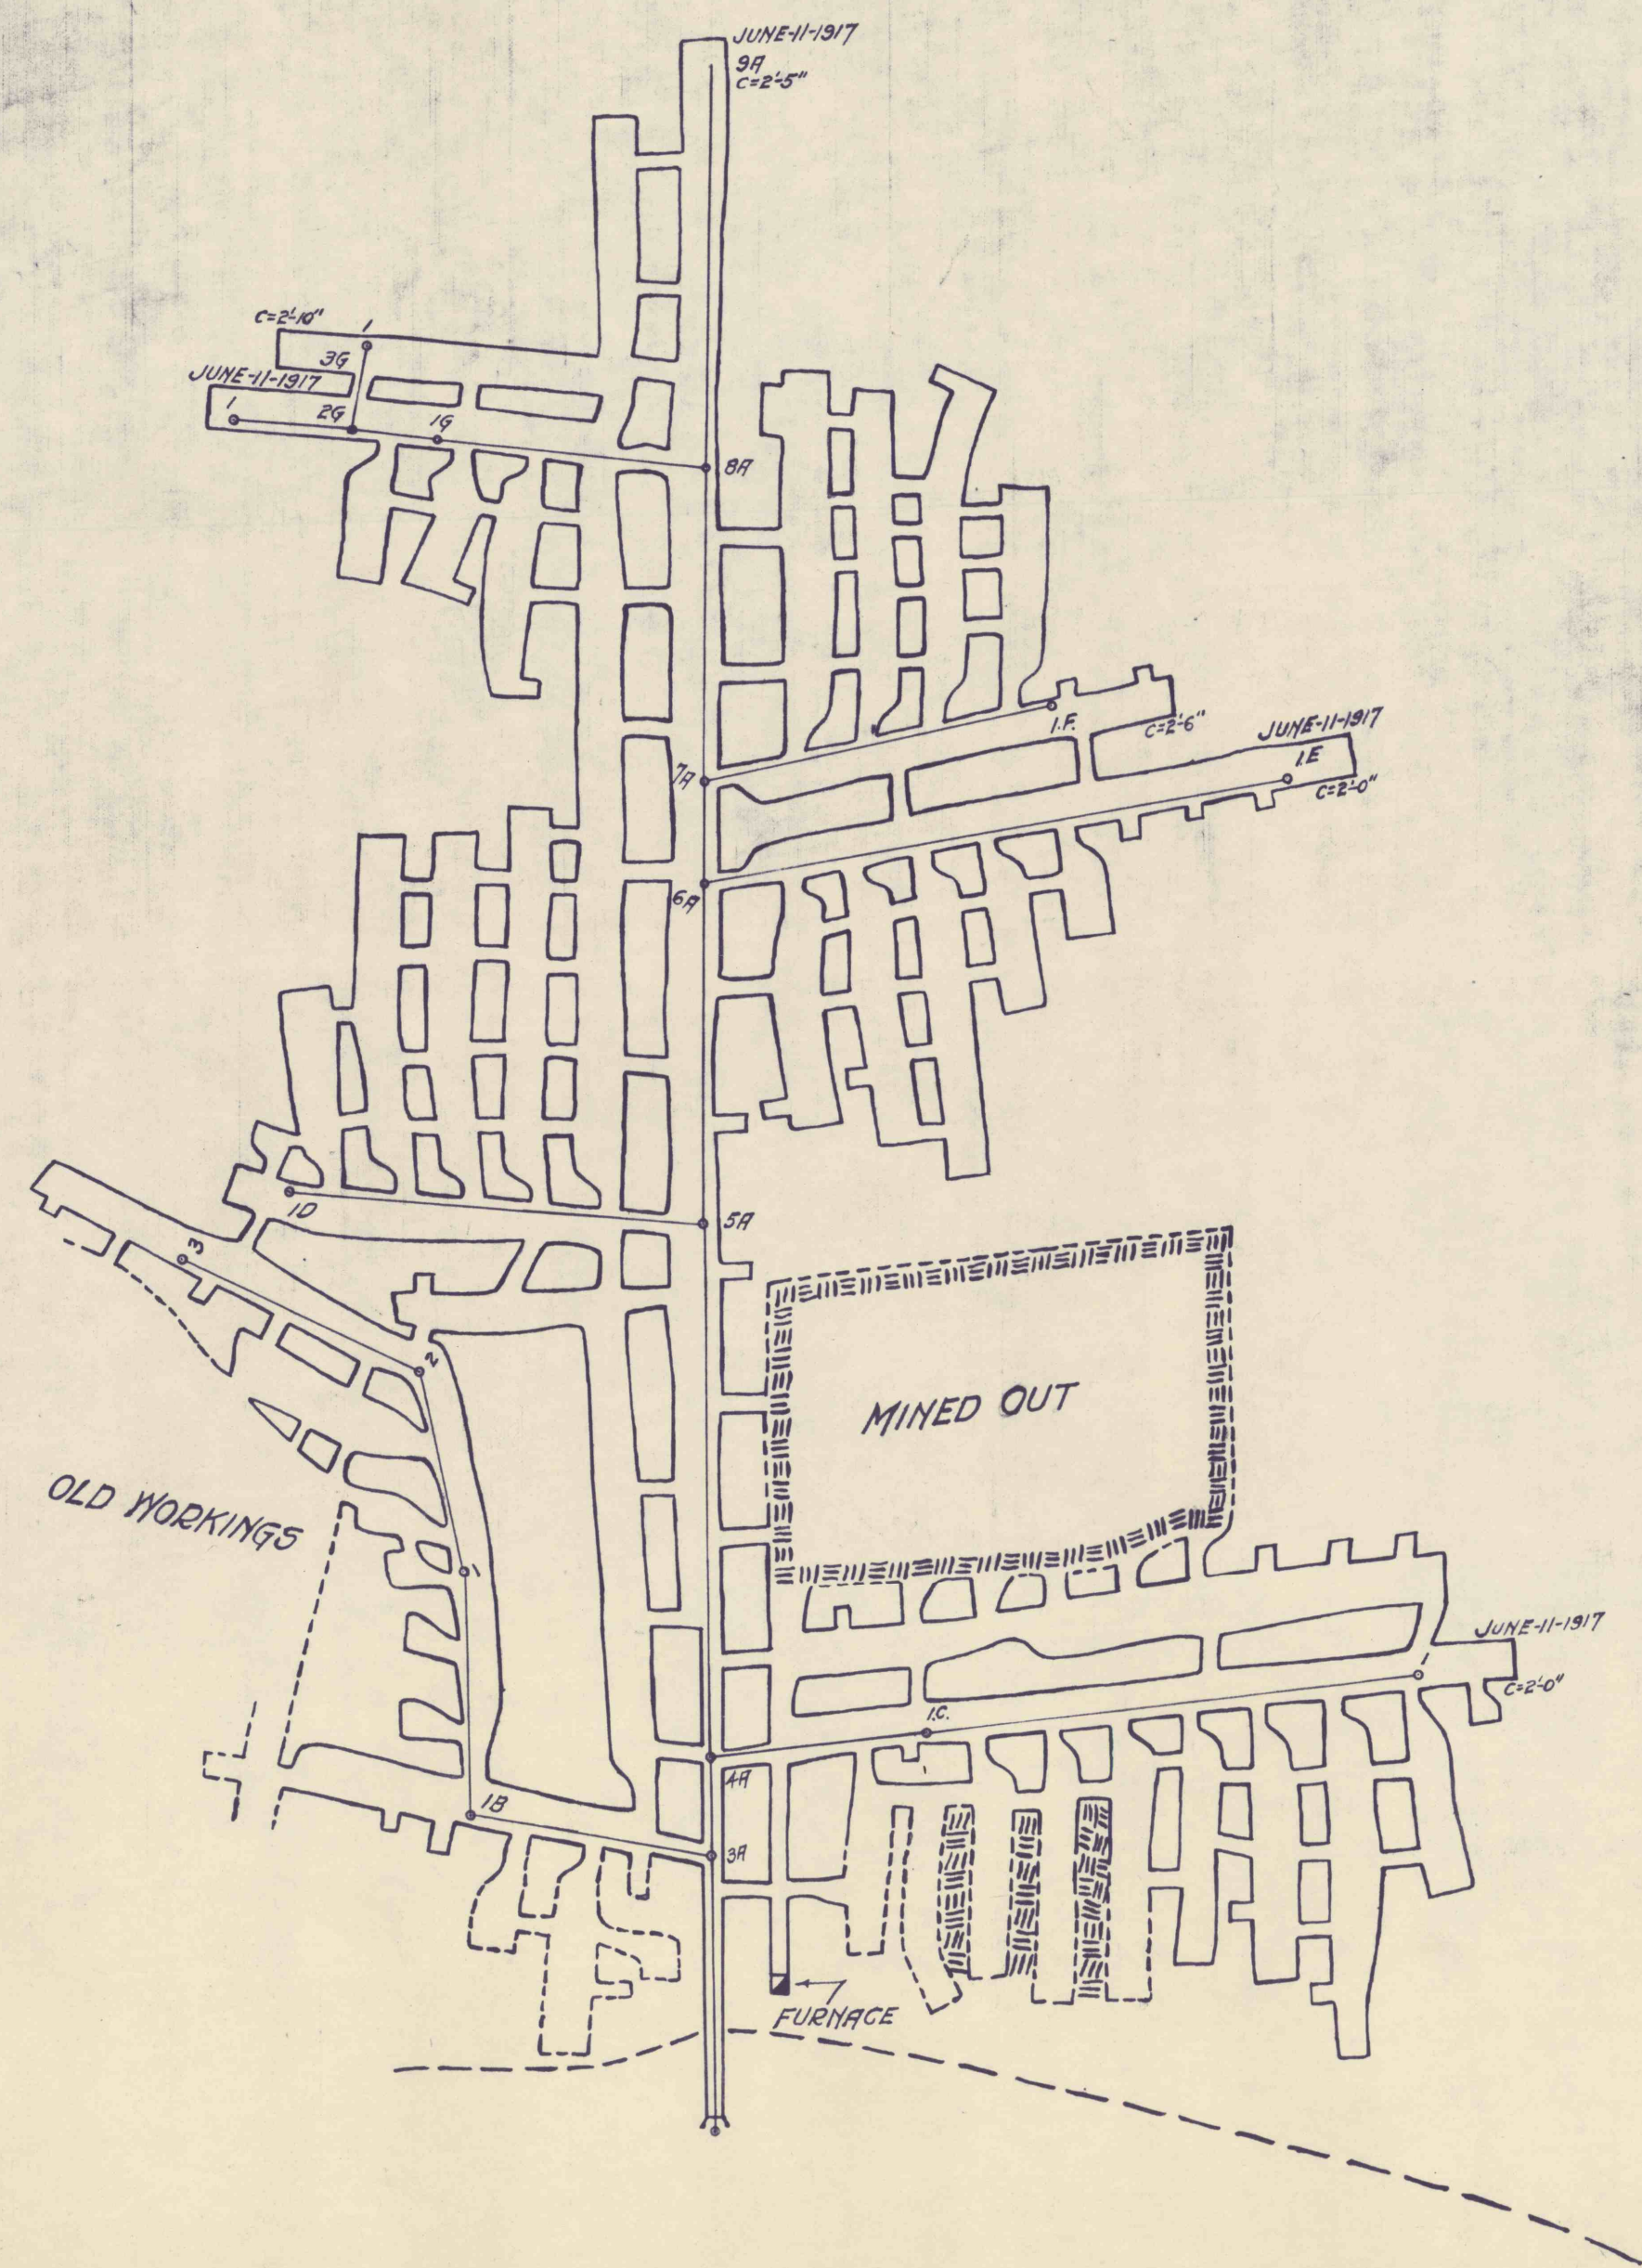 JUNE-11-1917
9A
C=2'-5"
C=2'-10"
1
3G
JUNE-11-1917
1
2G
1G
8A
1.F.
C=2'-6"
JUNE-11-1917
1.E
C=2'-0"
7A
6A
1D
5A
3
2
MINED OUT
OLD WORKINGS
1
JUNE-11-1917
1
C=2'-0"
1.C.
4A
1B
3A
FURNACE